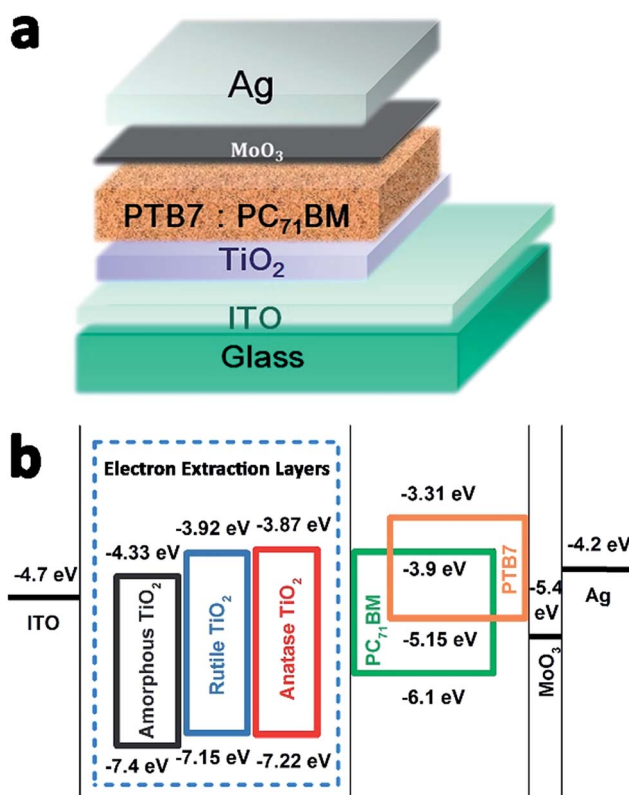 a
Ag
MoO₃
PTB7 : PC₇₁BM
TiO₂
ITO
Glass
b
Electron Extraction Layers
-4.7 eV
ITO
-4.33 eV
Amorphous TiO₂
-7.4 eV
-3.92 eV
Rutile TiO₂
-7.15 eV
-3.87 eV
Anatase TiO₂
-7.22 eV
PC₇₁BM
-3.9 eV
-6.1 eV
-3.31 eV
PTB7
-5.15 eV
-5.4
eV
MoO₃
-4.2 eV
Ag